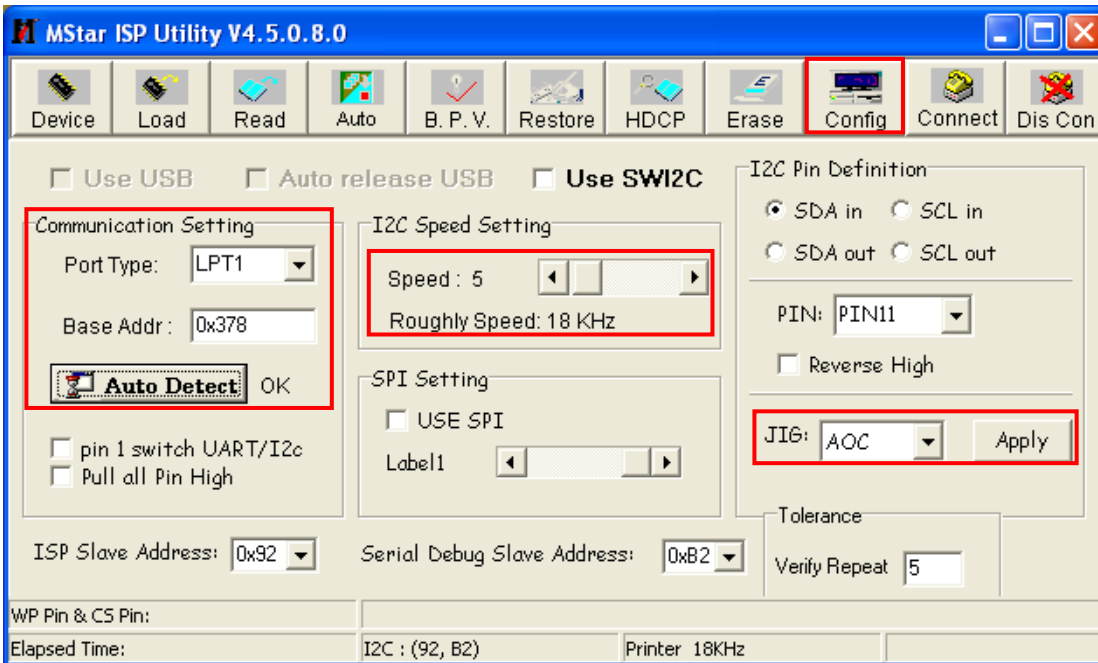 MStar ISP Utility V4.5.0.8.0
Device Load Read Auto B. P. V. Restore HDCP Erase Config Connect Dis Con
Use USB Auto release USB Use SWI2C
Communication Setting
Port Type: LPT1
Base Addr : 0x378
Auto Detect OK
pin 1 switch UART/I2c
Pull all Pin High
I2C Speed Setting
Speed : 5
Roughly Speed: 18 KHz
SPI Setting
USE SPI
Label1
I2C Pin Definition
SDA in SCL in
SDA out SCL out
PIN: PIN11
Reverse High
JIG: AOC Apply
Tolerance
Verify Repeat 5
ISP Slave Address: 0x92 Serial Debug Slave Address: 0xB2
WP Pin & CS Pin:
Elapsed Time: I2C : (92, B2) Printer 18KHz